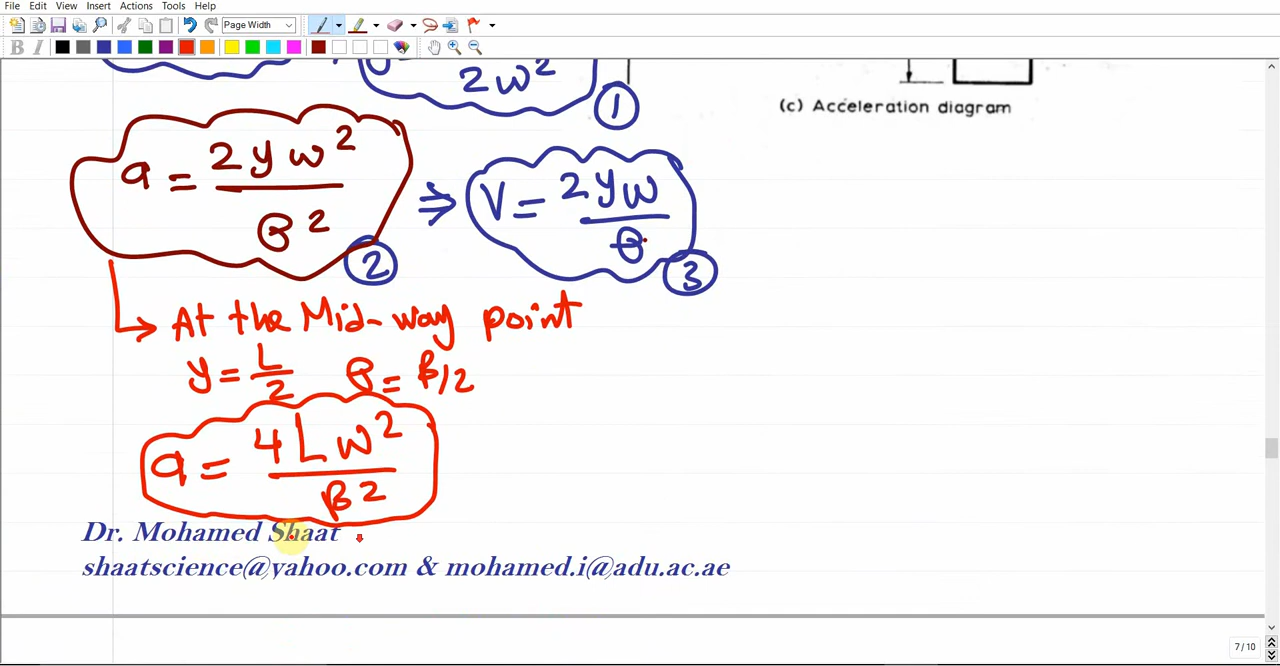 File Edit View Insert Actions Tools Help
Page Width
B I
2w²
1
(c) Acceleration diagram
a = 2yw² / θ²
2
⇒ V = 2yw / θ
3
At the Mid-way point
y = L/2 θ = β/2
a = 4Lw² / β²
Dr. Mohamed Shaat
shaatscience@yahoo.com & mohamed.i@adu.ac.ae
7 / 10